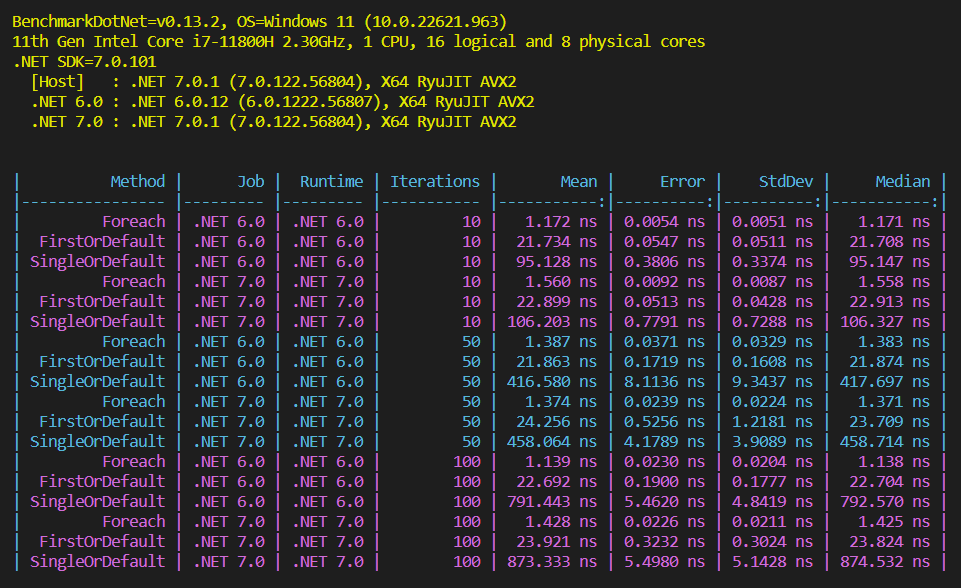 BenchmarkDotNet=v0.13.2, OS=Windows 11 (10.0.22621.963)
11th Gen Intel Core i7-11800H 2.30GHz, 1 CPU, 16 logical and 8 physical cores
.NET SDK=7.0.101
  [Host]   : .NET 7.0.1 (7.0.122.56804), X64 RyuJIT AVX2
  .NET 6.0 : .NET 6.0.12 (6.0.1222.56807), X64 RyuJIT AVX2
  .NET 7.0 : .NET 7.0.1 (7.0.122.56804), X64 RyuJIT AVX2
|          Method |      Job |  Runtime | Iterations |       Mean |     Error |    StdDev |     Median |
|---------------- |--------- |--------- |----------- |-----------:|----------:|----------:|-----------:|
|         Foreach | .NET 6.0 | .NET 6.0 |         10 |   1.172 ns | 0.0054 ns | 0.0051 ns |   1.171 ns |
|  FirstOrDefault | .NET 6.0 | .NET 6.0 |         10 |  21.734 ns | 0.0547 ns | 0.0511 ns |  21.708 ns |
| SingleOrDefault | .NET 6.0 | .NET 6.0 |         10 |  95.128 ns | 0.3806 ns | 0.3374 ns |  95.147 ns |
|         Foreach | .NET 7.0 | .NET 7.0 |         10 |   1.560 ns | 0.0092 ns | 0.0087 ns |   1.558 ns |
|  FirstOrDefault | .NET 7.0 | .NET 7.0 |         10 |  22.899 ns | 0.0513 ns | 0.0428 ns |  22.913 ns |
| SingleOrDefault | .NET 7.0 | .NET 7.0 |         10 | 106.203 ns | 0.7791 ns | 0.7288 ns | 106.327 ns |
|         Foreach | .NET 6.0 | .NET 6.0 |         50 |   1.387 ns | 0.0371 ns | 0.0329 ns |   1.383 ns |
|  FirstOrDefault | .NET 6.0 | .NET 6.0 |         50 |  21.863 ns | 0.1719 ns | 0.1608 ns |  21.874 ns |
| SingleOrDefault | .NET 6.0 | .NET 6.0 |         50 | 416.580 ns | 8.1136 ns | 9.3437 ns | 417.697 ns |
|         Foreach | .NET 7.0 | .NET 7.0 |         50 |   1.374 ns | 0.0239 ns | 0.0224 ns |   1.371 ns |
|  FirstOrDefault | .NET 7.0 | .NET 7.0 |         50 |  24.256 ns | 0.5256 ns | 1.2181 ns |  23.709 ns |
| SingleOrDefault | .NET 7.0 | .NET 7.0 |         50 | 458.064 ns | 4.1789 ns | 3.9089 ns | 458.714 ns |
|         Foreach | .NET 6.0 | .NET 6.0 |        100 |   1.139 ns | 0.0230 ns | 0.0204 ns |   1.138 ns |
|  FirstOrDefault | .NET 6.0 | .NET 6.0 |        100 |  22.692 ns | 0.1900 ns | 0.1777 ns |  22.704 ns |
| SingleOrDefault | .NET 6.0 | .NET 6.0 |        100 | 791.443 ns | 5.4620 ns | 4.8419 ns | 792.570 ns |
|         Foreach | .NET 7.0 | .NET 7.0 |        100 |   1.428 ns | 0.0226 ns | 0.0211 ns |   1.425 ns |
|  FirstOrDefault | .NET 7.0 | .NET 7.0 |        100 |  23.921 ns | 0.3232 ns | 0.3024 ns |  23.824 ns |
| SingleOrDefault | .NET 7.0 | .NET 7.0 |        100 | 873.333 ns | 5.4980 ns | 5.1428 ns | 874.532 ns |